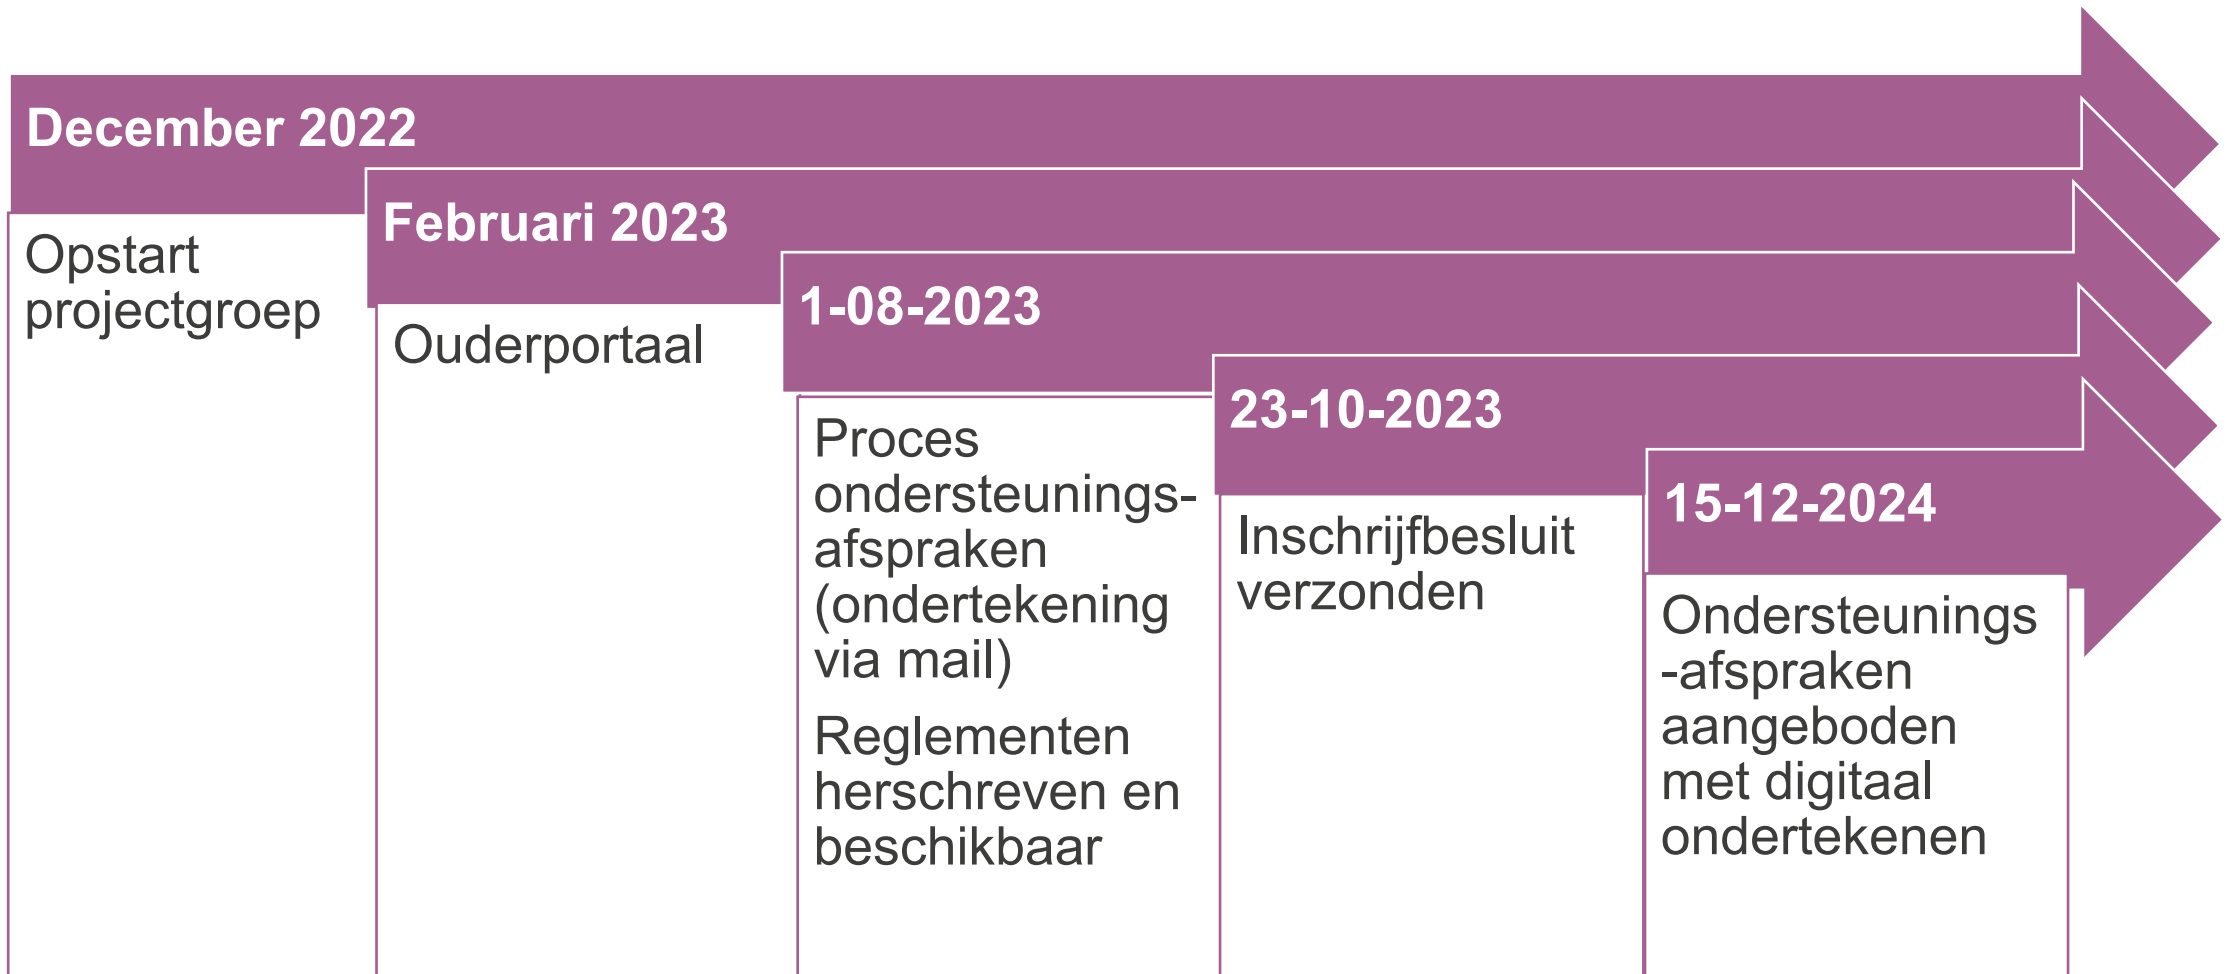 December 2022
Opstart
projectgroep
Februari 2023
Ouderportaal
1-08-2023
Proces
ondersteunings-
afspraken
(ondertekening
via mail)
Reglementen
herschreven en
beschikbaar
23-10-2023
Inschrijfbesluit
verzonden
15-12-2024
Ondersteunings
-afspraken
aangeboden
met digitaal
ondertekenen